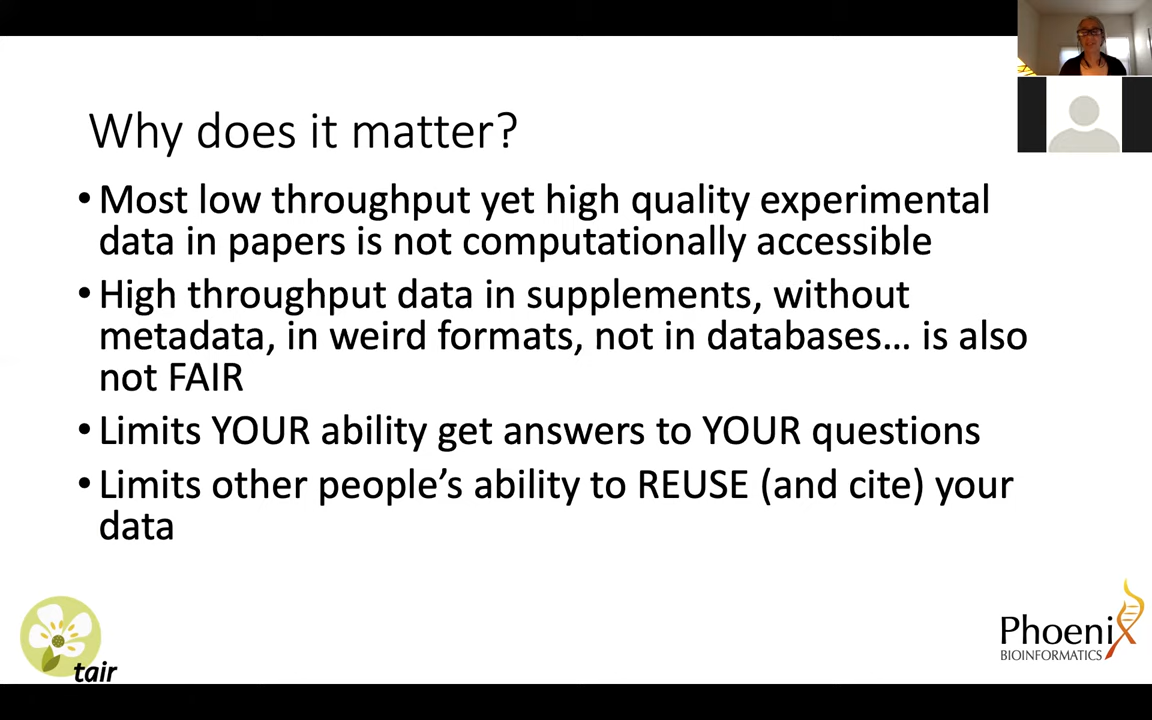 Why does it matter?
• Most low throughput yet high quality experimental
data in papers is not computationally accessible
• High throughput data in supplements, without
metadata, in weird formats, not in databases… is also
not FAIR
• Limits YOUR ability get answers to YOUR questions
• Limits other people’s ability to REUSE (and cite) your
data
tair
Phoenix
BIOINFORMATICS